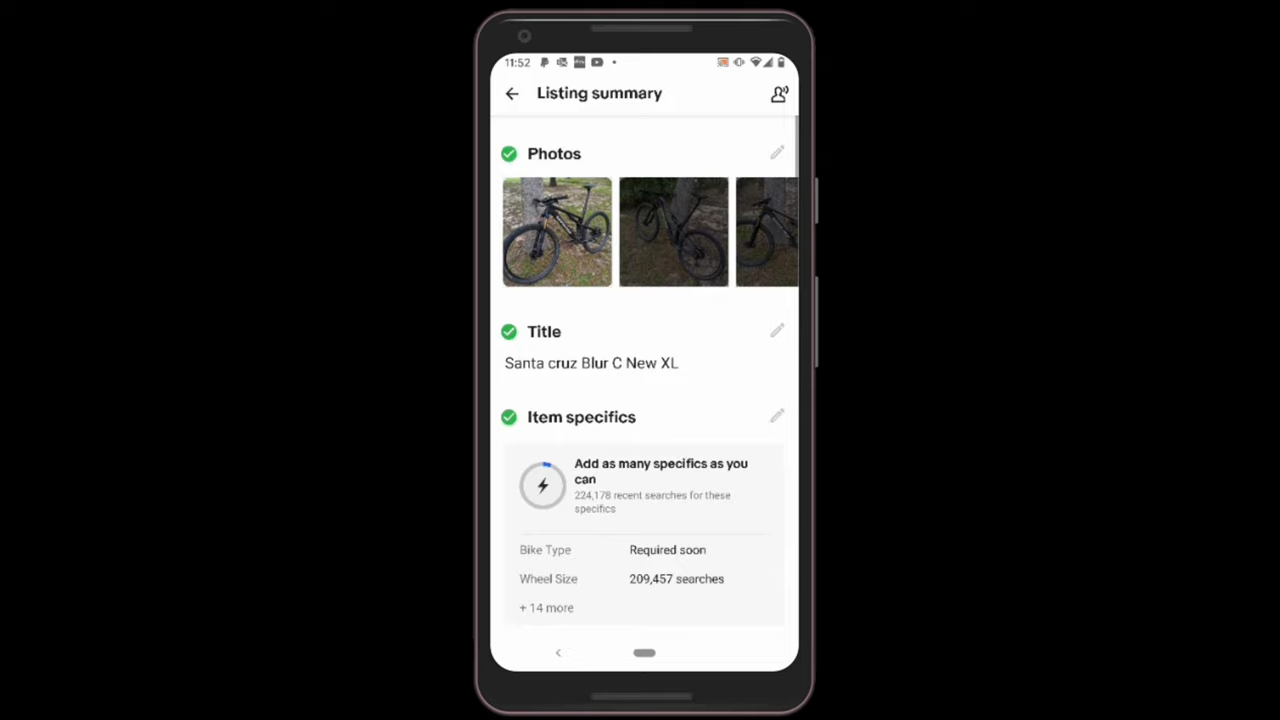 11:52
Listing summary
Photos
Title
Santa cruz Blur C New XL
Item specifics
Add as many specifics as you
can
224,178 recent searches for these
specifics
Bike Type Required soon
Wheel Size 209,457 searches
+ 14 more